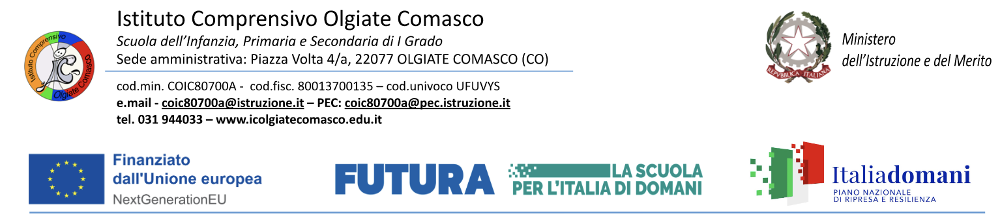 Istituto Comprensivo Olgiate Comasco
Scuola dell'Infanzia, Primaria e Secondaria di I Grado
Sede amministrativa: Piazza Volta 4/a, 22077 OLGIATE COMASCO (CO)
cod.min. COIC80700A - cod.fisc. 80013700135 – cod.univoco UFUVYS
e.mail - coic80700a@istruzione.it – PEC: coic80700a@pec.istruzione.it
tel. 031 944033 – www.icolgiatecomasco.edu.it
Istituto Comprensivo
IC
Olgiate Comasco
REPVBBLICA ITALIANA
Ministero
dell'Istruzione e del Merito
Finanziato
dall'Unione europea
NextGenerationEU
FUTURA
LA SCUOLA
PER L'ITALIA DI DOMANI
Italiadomani
PIANO NAZIONALE
DI RIPRESA E RESILIENZA